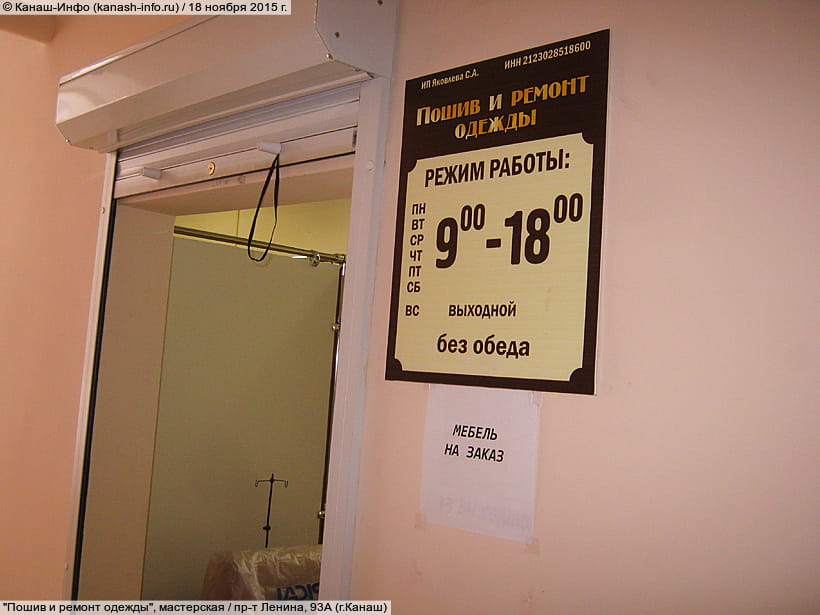 © Канаш-Инфо (kanash-info.ru) / 18 ноября 2015 г.
ИП Яковлева С.А. ИНН 2123028518600
Пошив и ремонт
одежды
РЕЖИМ РАБОТЫ:
ПН
ВТ
СР
ЧТ
ПТ
СБ
9⁰⁰-18⁰⁰
ВС ВЫХОДНОЙ
без обеда
МЕБЕЛЬ
НА ЗАКАЗ
"Пошив и ремонт одежды", мастерская / пр-т Ленина, 93А (г.Канаш)